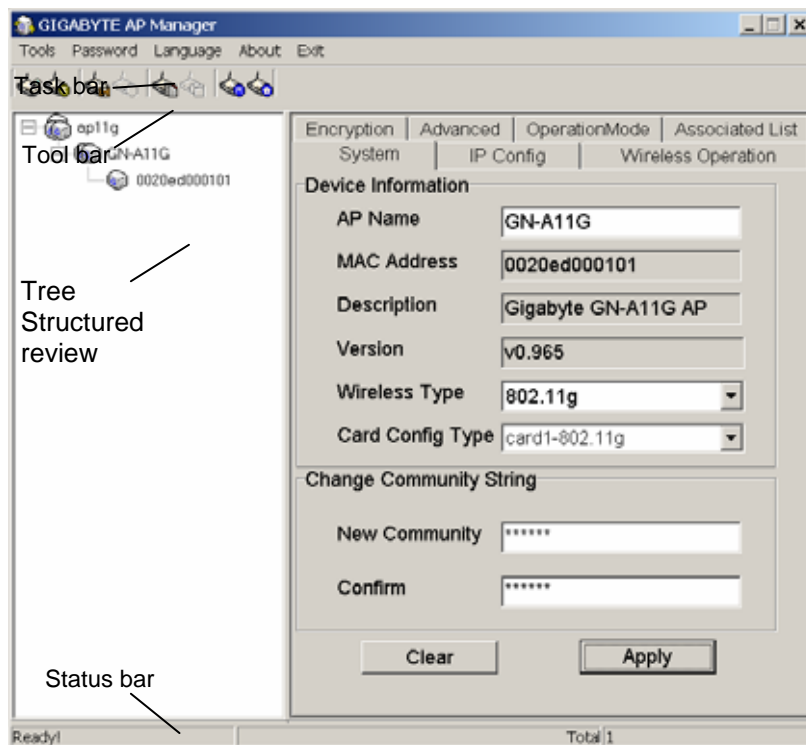 GIGABYTE AP Manager
Tools Password Language About Exit
Task bar
ap11g
Tool bar
GN-A11G
0020ed000101
Tree
Structured
review
Encryption Advanced OperationMode Associated List
System IP Config Wireless Operation
Device Information
AP Name GN-A11G
MAC Address 0020ed000101
Description Gigabyte GN-A11G AP
Version v0.965
Wireless Type 802.11g
Card Config Type card1-802.11g
Change Community String
New Community ******
Confirm ******
Clear Apply
Status bar
Ready! Total 1